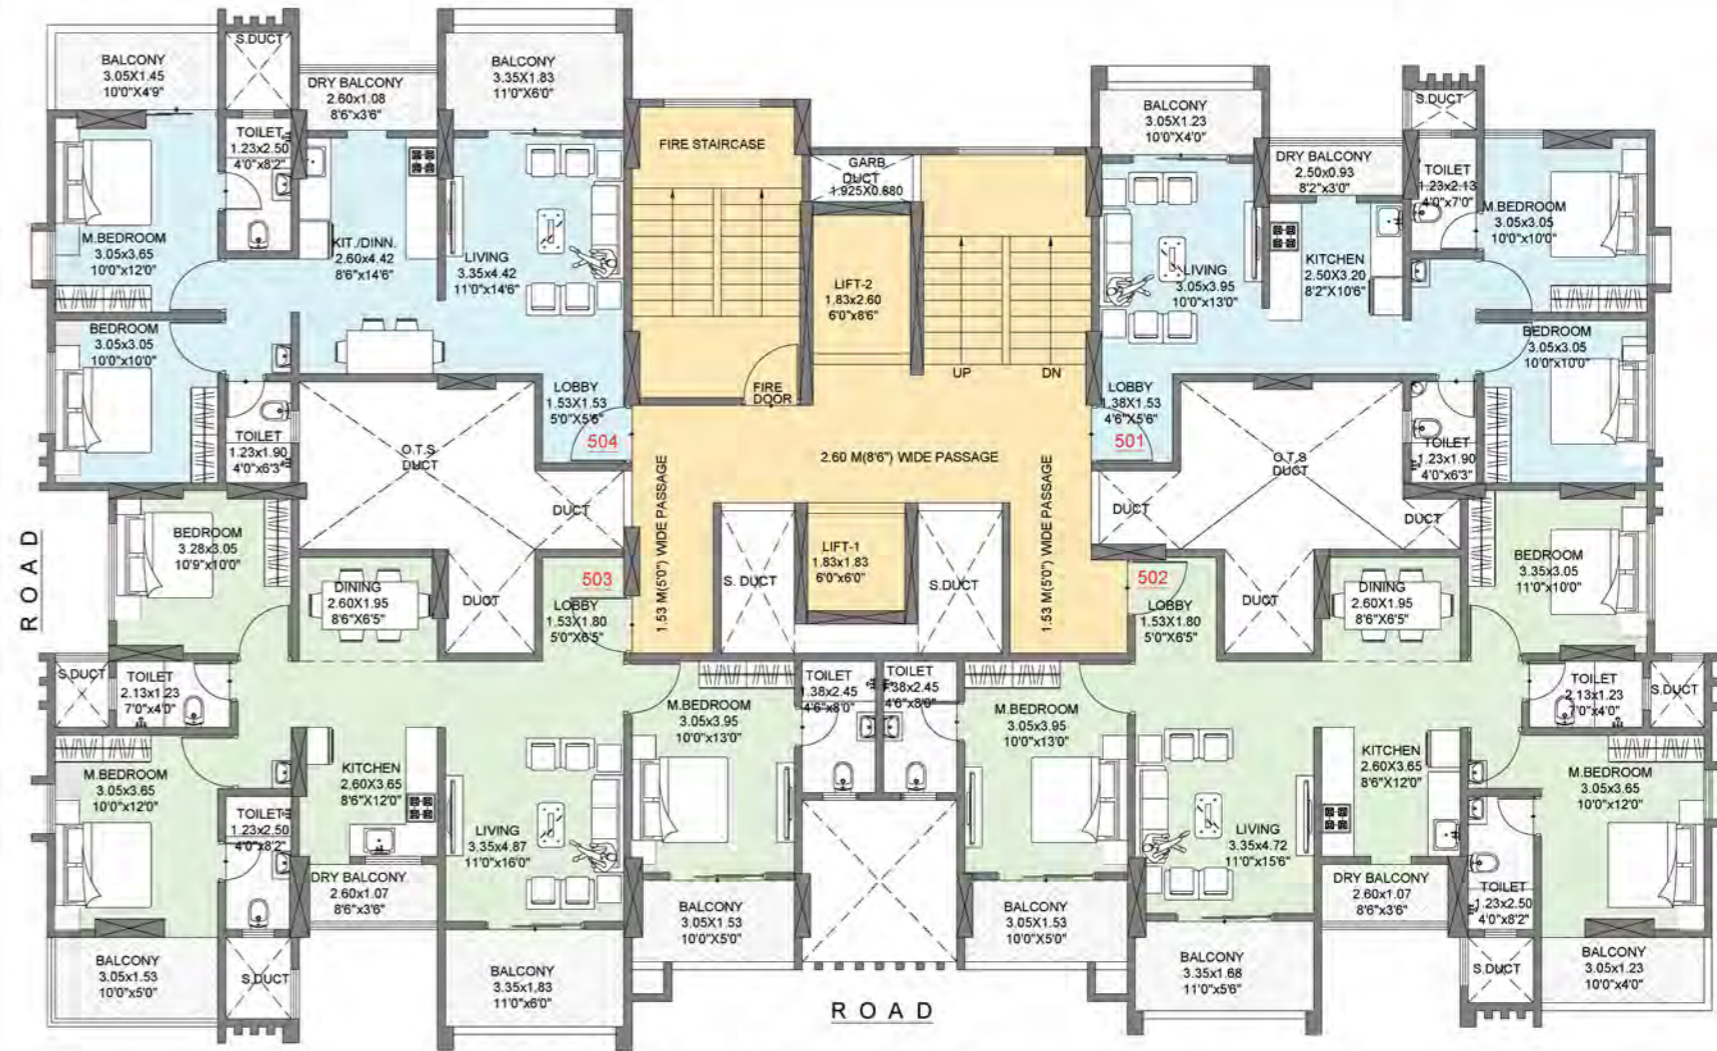 BALCONY
3.05X1.45
10'0"X4'9"
S.DUCT
DRY BALCONY
2.60x1.08
8'6"x3'6"
BALCONY
3.35X1.83
11'0"X6'0"
TOILET
1.23x2.50
4'0"x8'2"
M.BEDROOM
3.05x3.65
10'0"x12'0"
KIT./DINN.
2.60x4.42
8'6"x14'6"
LIVING
3.35x4.42
11'0"x14'6"
BEDROOM
3.05x3.05
10'0"x10'0"
TOILET
1.23x1.90
4'0"x6'3"
LOBBY
1.53X1.53
5'0"X5'6"
504
O.T.S
DUCT
DUCT
FIRE STAIRCASE
GARB.
DUCT
1.925X0.880
LIFT-2
1.83x2.60
6'0"x8'6"
FIRE
DOOR
UP
DN
2.60 M(8'6") WIDE PASSAGE
1.53 M(5'0") WIDE PASSAGE
1.53 M(5'0") WIDE PASSAGE
LIFT-1
1.83x1.83
6'0"x6'0"
S. DUCT
S.DUCT
BALCONY
3.05X1.23
10'0"X4'0"
DRY BALCONY
2.50x0.93
8'2"x3'0"
S.DUCT
TOILET
1.23x2.13
4'0"x7'0"
M.BEDROOM
3.05x3.05
10'0"x10'0"
LIVING
3.05x3.95
10'0"x13'0"
KITCHEN
2.50X3.20
8'2"X10'6"
BEDROOM
3.05x3.05
10'0"x10'0"
LOBBY
1.38X1.53
4'6"X5'6"
501
O.T.S
DUCT
DUCT
DUCT
TOILET
1.23x1.90
4'0"x6'3"
ROAD
BEDROOM
3.28x3.05
10'9"x10'0"
DINING
2.60X1.95
8'6"X6'5"
DUCT
503
LOBBY
1.53X1.80
5'0"X6'5"
S.DUCT
TOILET
2.13x1.23
7'0"x4'0"
M.BEDROOM
3.05x3.65
10'0"x12'0"
KITCHEN
2.60X3.65
8'6"X12'0"
TOILET
1.23x2.50
4'0"x8'2"
LIVING
3.35x4.87
11'0"x16'0"
DRY BALCONY
2.60x1.07
8'6"x3'6"
BALCONY
3.05x1.53
10'0"x5'0"
S.DUCT
BALCONY
3.35x1.83
11'0"x6'0"
M.BEDROOM
3.05x3.95
10'0"x13'0"
TOILET
1.38x2.45
4'6"x8'0"
BALCONY
3.05X1.53
10'0"X5'0"
TOILET
1.38x2.45
4'6"x8'0"
M.BEDROOM
3.05x3.95
10'0"x13'0"
BALCONY
3.05X1.53
10'0"X5'0"
502
LOBBY
1.53X1.80
5'0"X6'5"
DUCT
DINING
2.60X1.95
8'6"X6'5"
BEDROOM
3.35x3.05
11'0"x10'0"
TOILET
2.13x1.23
7'0"x4'0"
S.DUCT
KITCHEN
2.60X3.65
8'6"X12'0"
M.BEDROOM
3.05x3.65
10'0"x12'0"
LIVING
3.35x4.72
11'0"x15'6"
DRY BALCONY
2.60x1.07
8'6"x3'6"
TOILET
1.23x2.50
4'0"x8'2"
BALCONY
3.35x1.68
11'0"x5'6"
S.DUCT
BALCONY
3.05x1.23
10'0"x4'0"
ROAD